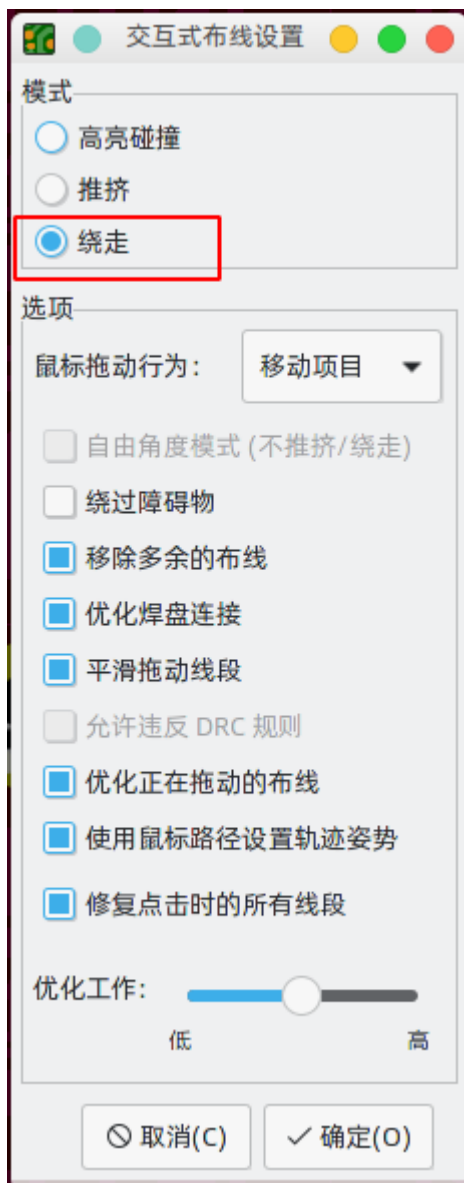 交互式布线设置
模式
高亮碰撞
推挤
绕走
选项
鼠标拖动行为: 移动项目
自由角度模式 (不推挤/绕走)
绕过障碍物
移除多余的布线
优化焊盘连接
平滑拖动线段
允许违反 DRC 规则
优化正在拖动的布线
使用鼠标路径设置轨迹姿势
修复点击时的所有线段
优化工作:
低 高
取消(C) 确定(O)